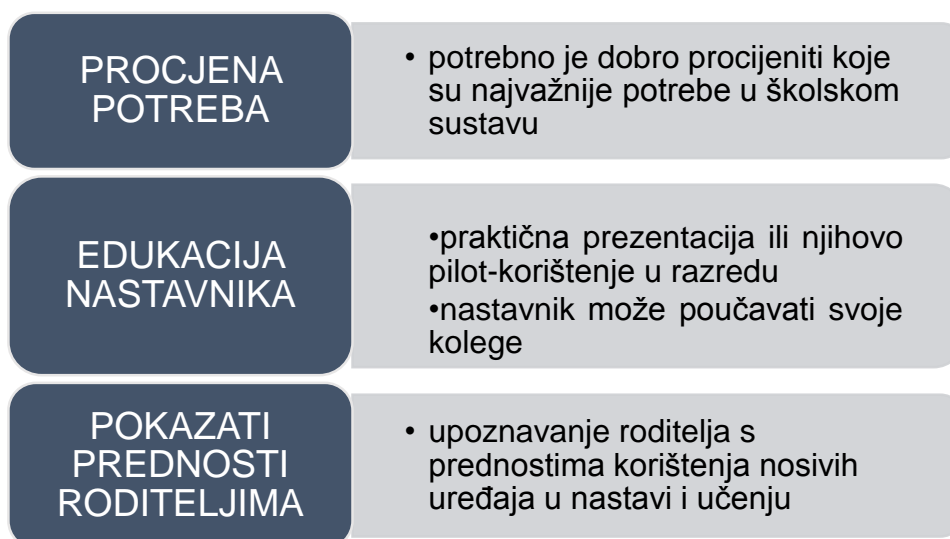 PROCJENA
POTREBA
• potrebno je dobro procijeniti koje
su najvažnije potrebe u školskom
sustavu
EDUKACIJA
NASTAVNIKA
•praktična prezentacija ili njihovo
pilot-korištenje u razredu
•nastavnik može poučavati svoje
kolege
POKAZATI
PREDNOSTI
RODITELJIMA
• upoznavanje roditelja s
prednostima korištenja nosivih
uređaja u nastavi i učenju